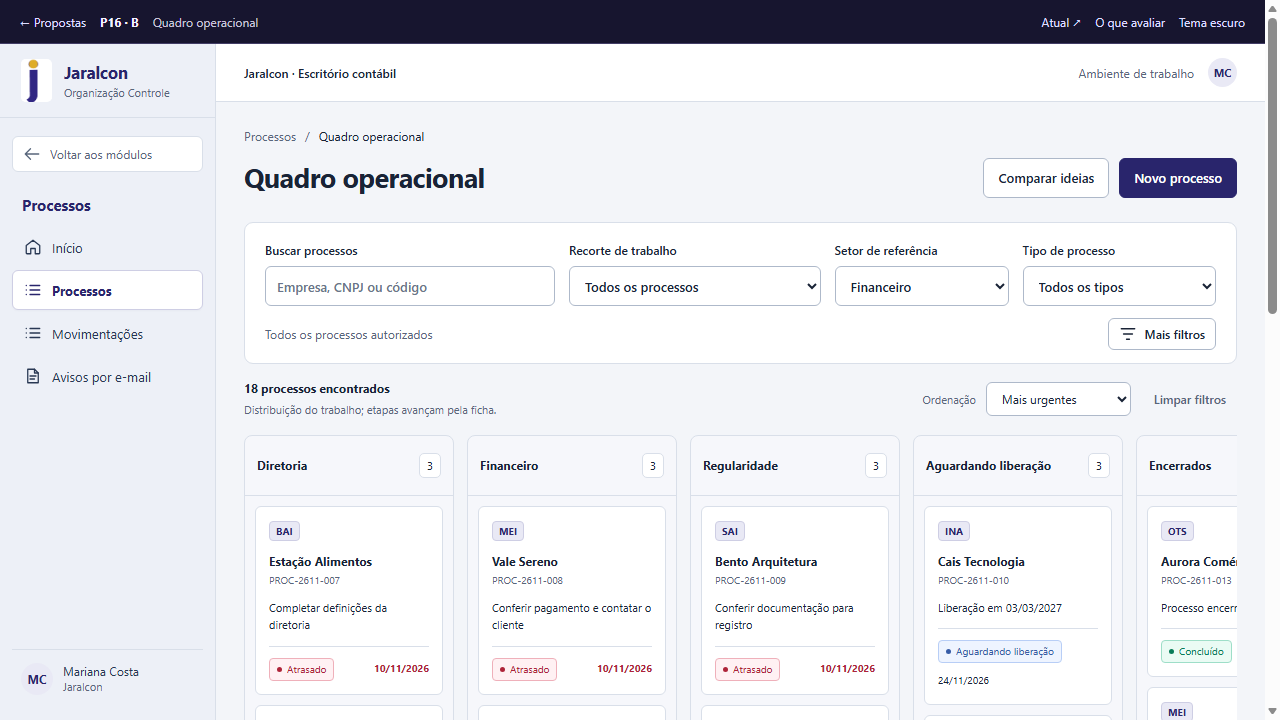 ← Propostas P16 · B Quadro operacional Atual ↗ O que avaliar Tema escuro
Jaralcon
Organização Controle
Jaralcon · Escritório contábil Ambiente de trabalho MC
Voltar aos módulos
Processos
Início
Processos
Movimentações
Avisos por e-mail
MC
Mariana Costa
Jaralcon
Processos / Quadro operacional
Quadro operacional
Comparar ideias Novo processo
Buscar processos Recorte de trabalho Setor de referência Tipo de processo
Empresa, CNPJ ou código Todos os processos Financeiro Todos os tipos
Todos os processos autorizados Mais filtros
18 processos encontrados
Distribuição do trabalho; etapas avançam pela ficha.
Ordenação Mais urgentes Limpar filtros
Diretoria 3
BAI
Estação Alimentos
PROC-2611-007
Completar definições da
diretoria
Atrasado 10/11/2026
Financeiro 3
MEI
Vale Sereno
PROC-2611-008
Conferir pagamento e contatar o
cliente
Atrasado 10/11/2026
Regularidade 3
SAI
Bento Arquitetura
PROC-2611-009
Conferir documentação para
registro
Atrasado 10/11/2026
Aguardando liberação 3
INA
Cais Tecnologia
PROC-2611-010
Liberação em 03/03/2027
Aguardando liberação
24/11/2026
Encerrados
OTS
Aurora Comé
PROC-2611-013
Processo encerr
Concluído
MEI